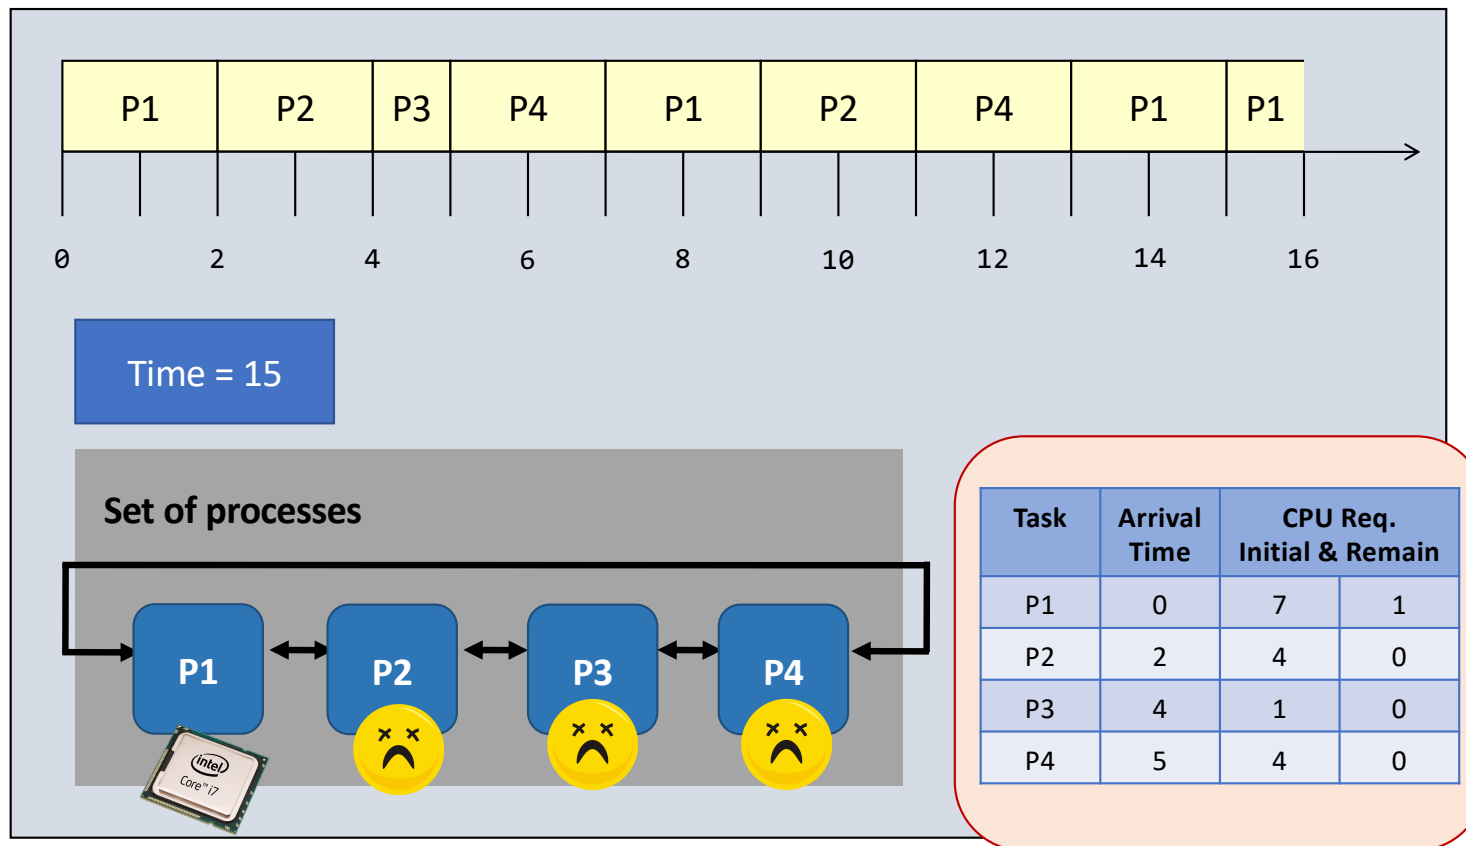 P1 P2 P3 P4 P1 P2 P4 P1 P1
0 2 4 6 8 10 12 14 16
Time = 15
Set of processes
P1 P2 P3 P4
intel
Core™ i7
Task Arrival Time CPU Req. Initial & Remain
P1 0 7 1
P2 2 4 0
P3 4 1 0
P4 5 4 0